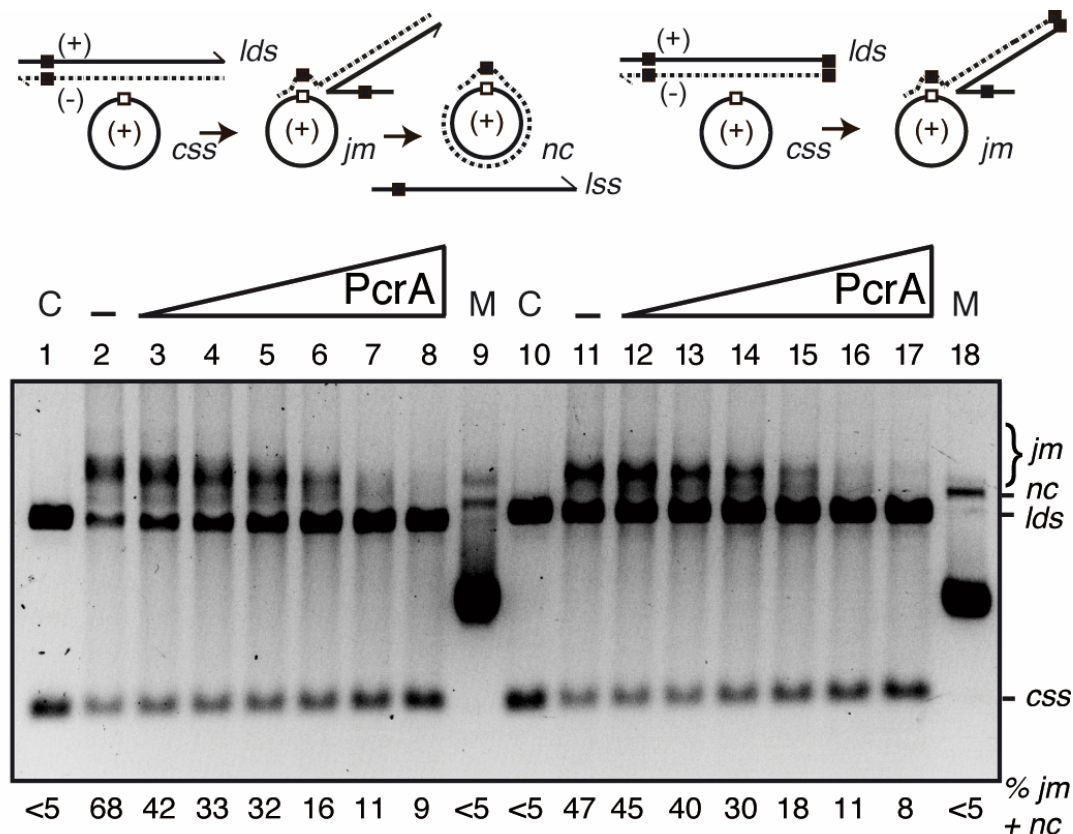 (+) lds (+) lds
(-) (-)
(+) css (+) jm (+) nc (+) css (+) jm
lss
C – PcrA M C – PcrA M
1 2 3 4 5 6 7 8 9 10 11 12 13 14 15 16 17 18
jm
nc
lds
css
% jm
<5 68 42 33 32 16 11 9 <5 <5 47 45 40 30 18 11 8 <5 + nc